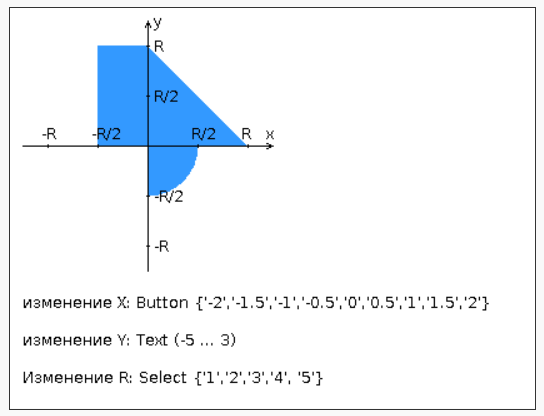 y
R
R/2
-R
-R/2
R/2
R
x
-R/2
-R
изменение X: Button {'-2','-1.5','-1','-0.5','0','0.5','1','1.5','2'}
изменение Y: Text (-5 ... 3)
Изменение R: Select {'1','2','3','4', '5'}